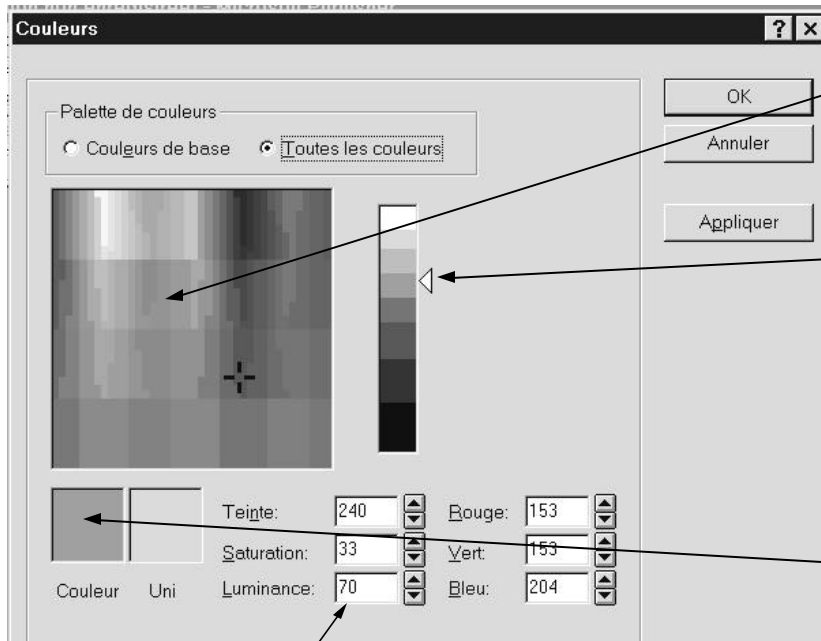 Couleurs
Palette de couleurs
Couleurs de base
Toutes les couleurs
OK
Annuler
Appliquer
Teinte: 240
Rouge: 153
Saturation: 33
Vert: 153
Luminance: 70
Bleu: 204
Couleur
Uni